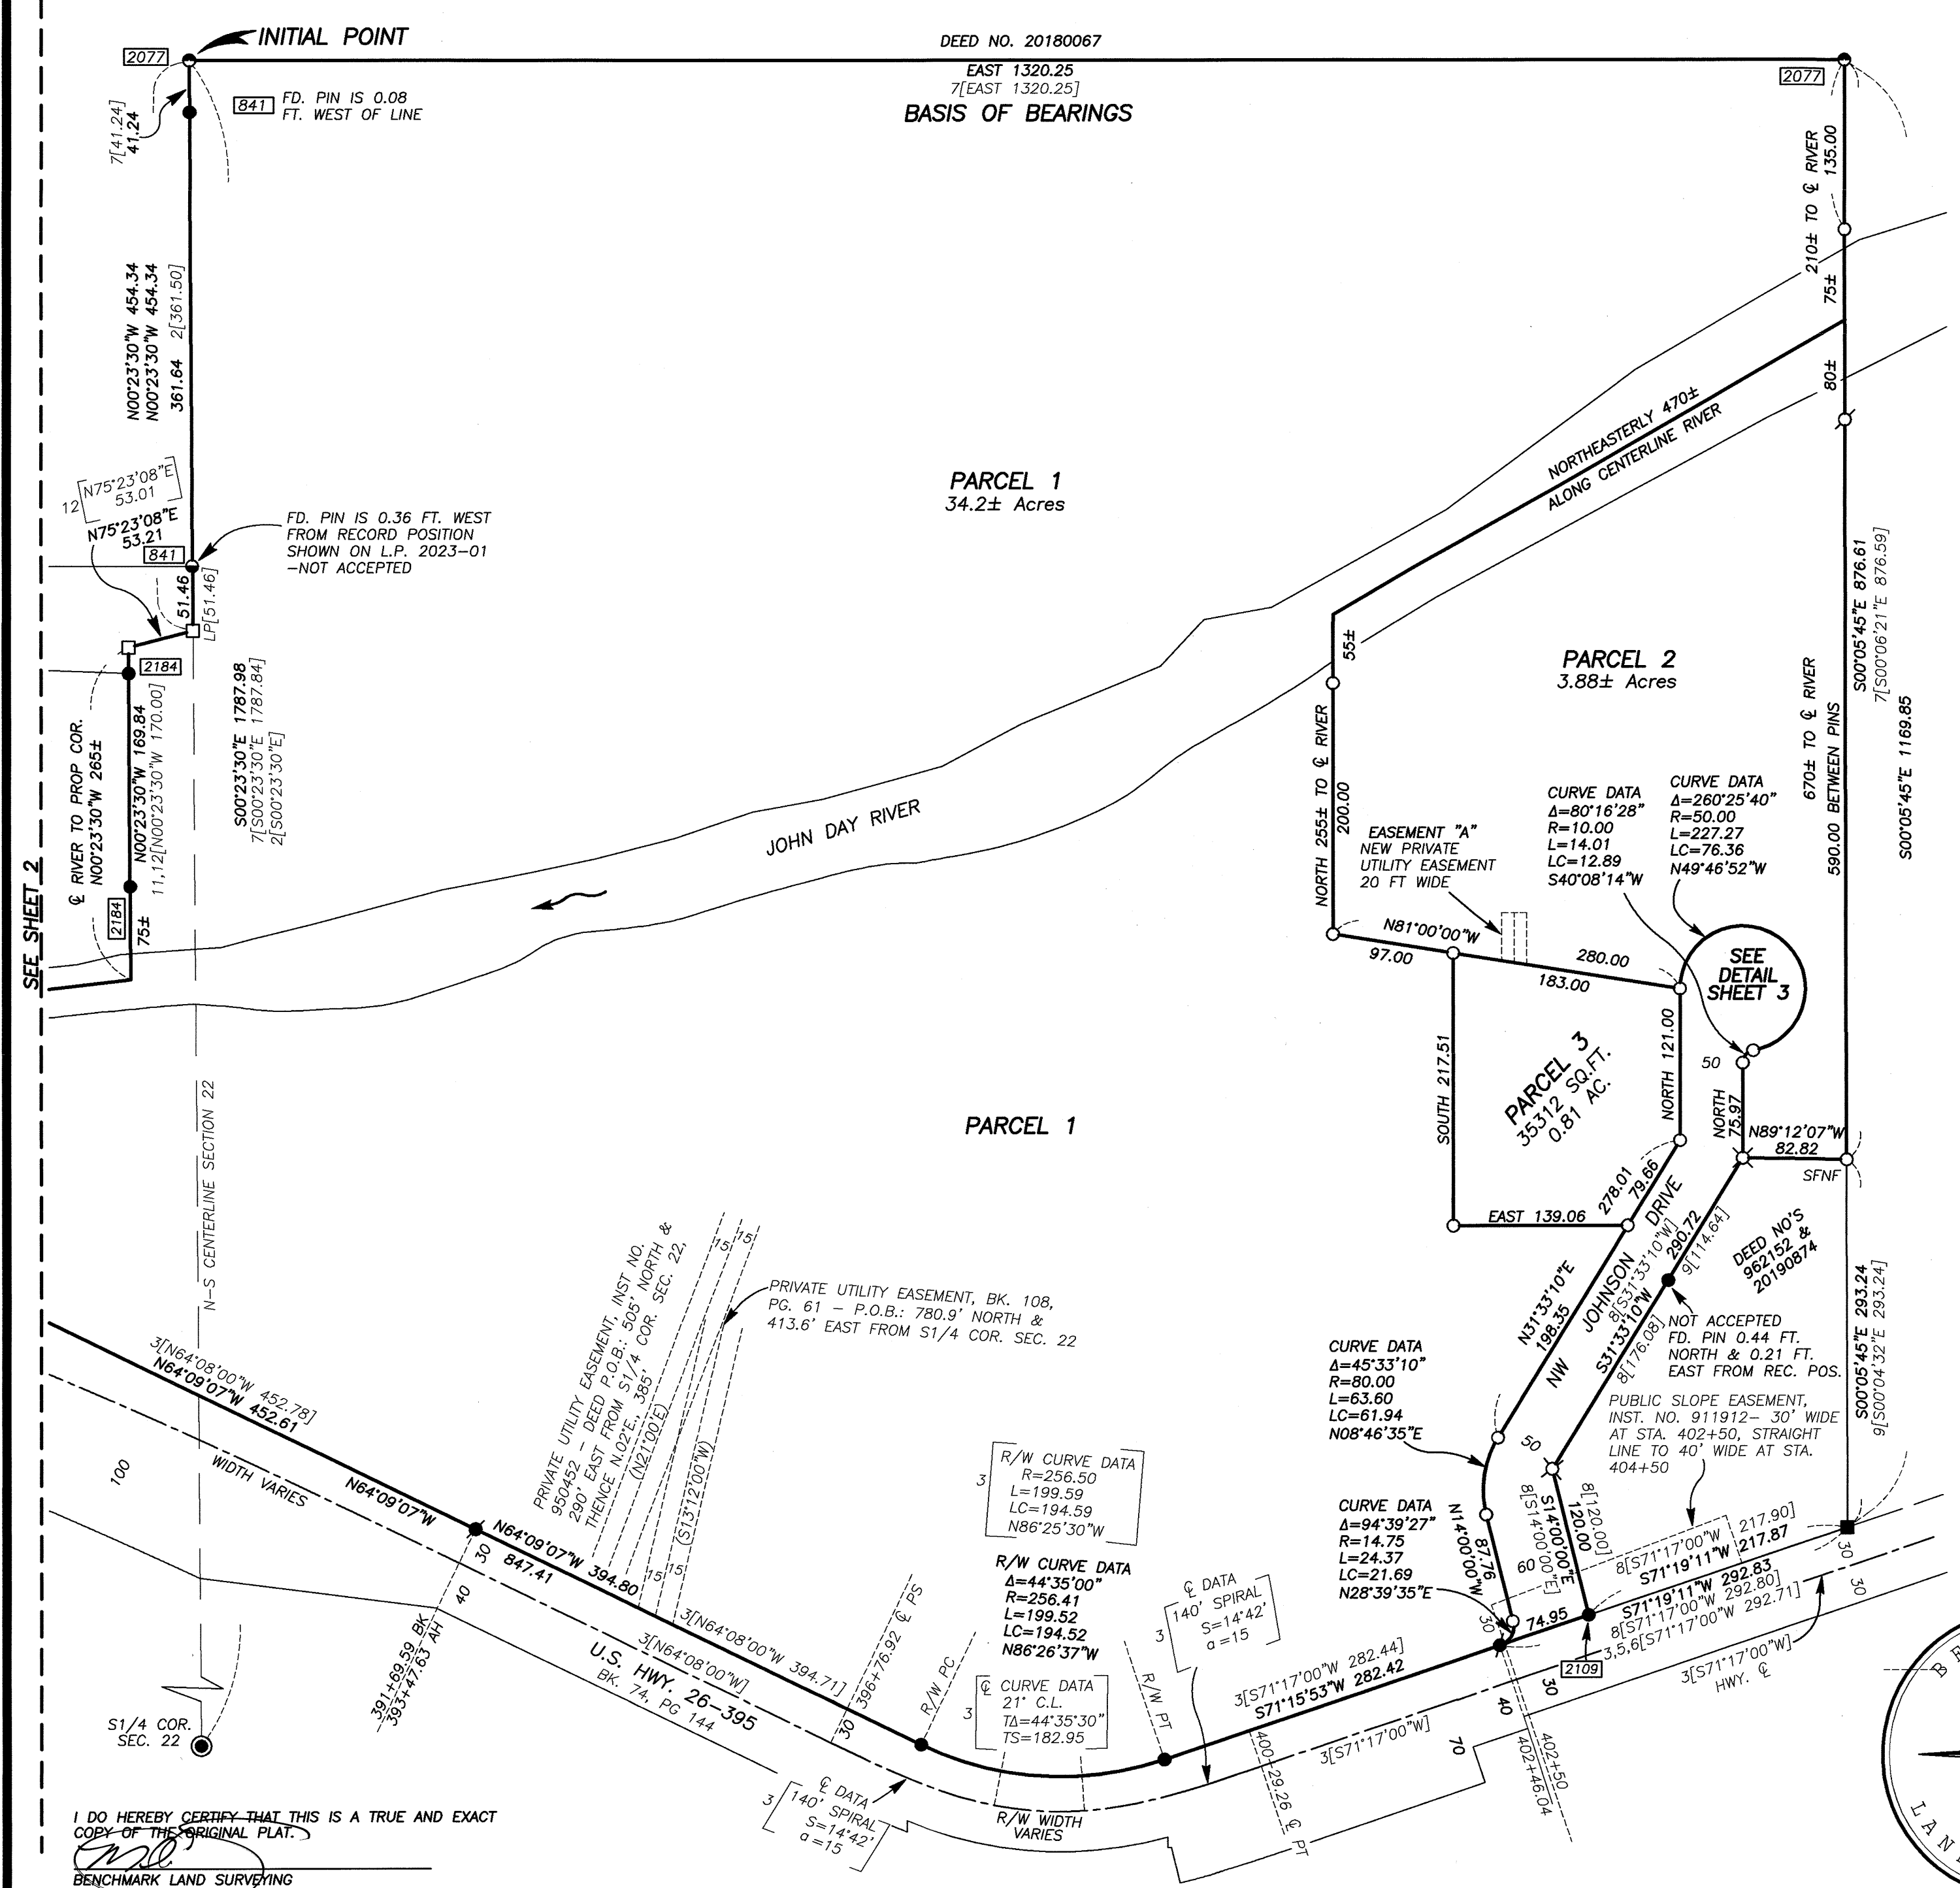 INITIAL POINT
2077
DEED NO. 20180067
EAST 1320.25
7[EAST 1320.25]
BASIS OF BEARINGS
2077
7[41.24]
41.24
841
FD. PIN IS 0.08
FT. WEST OF LINE
210± TO ℄ RIVER
135.00
75±
80±
N00°23'30"W 454.34
N00°23'30"W 454.34
361.64 2[361.50]
NORTHEASTERLY 470±
ALONG CENTERLINE RIVER
PARCEL 1
34.2± Acres
12[N75°23'08"E
53.01]
N75°23'08"E
53.21
841
FD. PIN IS 0.36 FT. WEST
FROM RECORD POSITION
SHOWN ON L.P. 2023-01
-NOT ACCEPTED
51.46
LP[51.46]
2184
S00°05'45"E 876.61
7[S00°06'21"E 876.59]
55±
PARCEL 2
3.88± Acres
℄ RIVER TO PROP COR.
N00°23'30"W 265±
N00°23'30"W 169.84
11,12[N00°23'30"W 170.00]
S00°23'30"E 1787.98
7[S00°23'30"E 1787.84]
2[S00°23'30"E]
2184
75±
SEE SHEET 2
JOHN DAY RIVER
NORTH 255± TO ℄ RIVER
200.00
670± TO ℄ RIVER
590.00 BETWEEN PINS
S00°05'45"E 1169.85
EASEMENT "A"
NEW PRIVATE
UTILITY EASEMENT
20 FT WIDE
CURVE DATA
Δ=80°16'28"
R=10.00
L=14.01
LC=12.89
S40°08'14"W
CURVE DATA
Δ=260°25'40"
R=50.00
L=227.27
LC=76.36
N49°46'52"W
N81°00'00"W
97.00
280.00
183.00
SEE
DETAIL
SHEET 3
SOUTH 217.51
PARCEL 3
35312 SQ.FT.
0.81 AC.
NORTH 121.00
50
NORTH
75.97
N89°12'07"W
82.82
SFNF
N-S CENTERLINE SECTION 22
PARCEL 1
EAST 139.06
278.01
79.66
NW JOHNSON DRIVE
8[S31°33'10"W]
290.72
9[114.64]
DEED NO'S
962152 &
20190874
N31°33'10"E
198.35
S31°33'10"W
8[176.08]
NOT ACCEPTED
FD. PIN 0.44 FT.
NORTH & 0.21 FT.
EAST FROM REC. POS.
S00°05'45"E 293.24
9[S00°04'32"E 293.24]
PRIVATE UTILITY EASEMENT, INST NO.
950452 - DEED P.O.B.: 505' NORTH &
290' EAST FROM S1/4 COR. SEC. 22,
THENCE N.02°E., 385'
(N21°00'E)
(S13°12'00"W)
15
15
PRIVATE UTILITY EASEMENT, BK. 108,
PG. 61 - P.O.B.: 780.9' NORTH &
413.6' EAST FROM S1/4 COR. SEC. 22
3[N64°08'00"W 452.78]
N64°09'07"W 452.61
100
WIDTH VARIES
N64°09'07"W
CURVE DATA
Δ=45°33'10"
R=80.00
L=63.60
LC=61.94
N08°46'35"E
PUBLIC SLOPE EASEMENT,
INST. NO. 911912- 30' WIDE
AT STA. 402+50, STRAIGHT
LINE TO 40' WIDE AT STA.
404+50
50
3[R/W CURVE DATA
R=256.50
L=199.59
LC=194.59
N86°25'30"W]
N64°09'07"W 394.80
847.41
30
40
15
15
CURVE DATA
Δ=94°39'27"
R=14.75
L=24.37
LC=21.69
N28°39'35"E
N14°00'00"W
87.76
8[S14°00'00"E]
S14°00'00"E
120.00
8[120.00]
60
8[S71°17'00"W 217.90]
S71°19'11"W 217.87
R/W CURVE DATA
Δ=44°35'00"
R=256.41
L=199.52
LC=194.52
N86°26'37"W
391+69.59 BK
393+47.63 AH
3[N64°08'00"W 394.71]
3[N64°08'00"W]
U.S. HWY. 26-395
BK. 74, PG 144
396+76.92 ℄ PS
30
R/W PC
3[℄ CURVE DATA
21° C.L.
TΔ=44°35'30"
TS=182.95]
R/W PT
3[℄ DATA
140' SPIRAL
S=14°42'
a=15]
3[S71°17'00"W 282.44]
S71°15'53"W 282.42
30
74.95
S71°19'11"W 292.83
8[S71°17'00"W 292.80]
3,5,6[S71°17'00"W 292.71]
2109
30
40
70
30
30
3[S71°17'00"W]
HWY. ℄
3[S71°17'00"W]
400+29.26 ℄ PT
402+50
402+46.04
S1/4 COR.
SEC. 22
3[℄ DATA
140' SPIRAL
S=14°42'
a=15]
R/W WIDTH
VARIES
I DO HEREBY CERTIFY THAT THIS IS A TRUE AND EXACT
COPY OF THE ORIGINAL PLAT.
BENCHMARK LAND SURVEYING